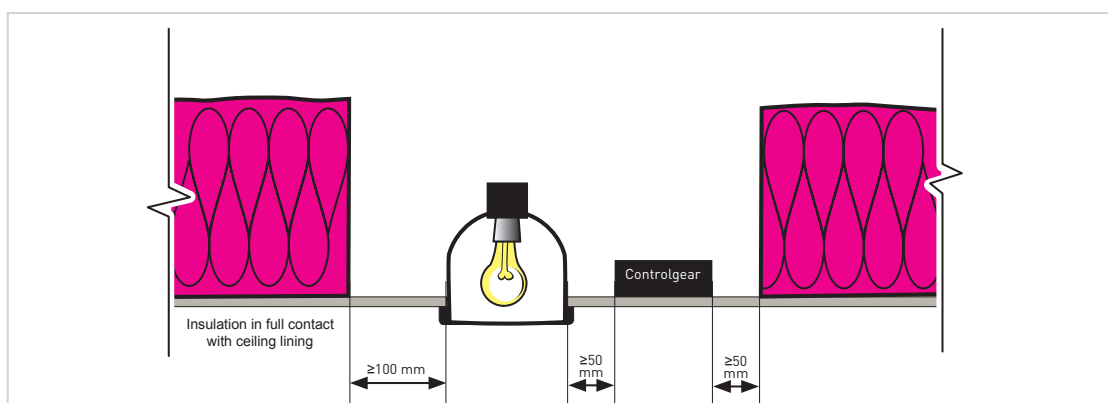 Controlgear
Insulation in full contact
with ceiling lining
≥100 mm
≥50
mm
≥50
mm